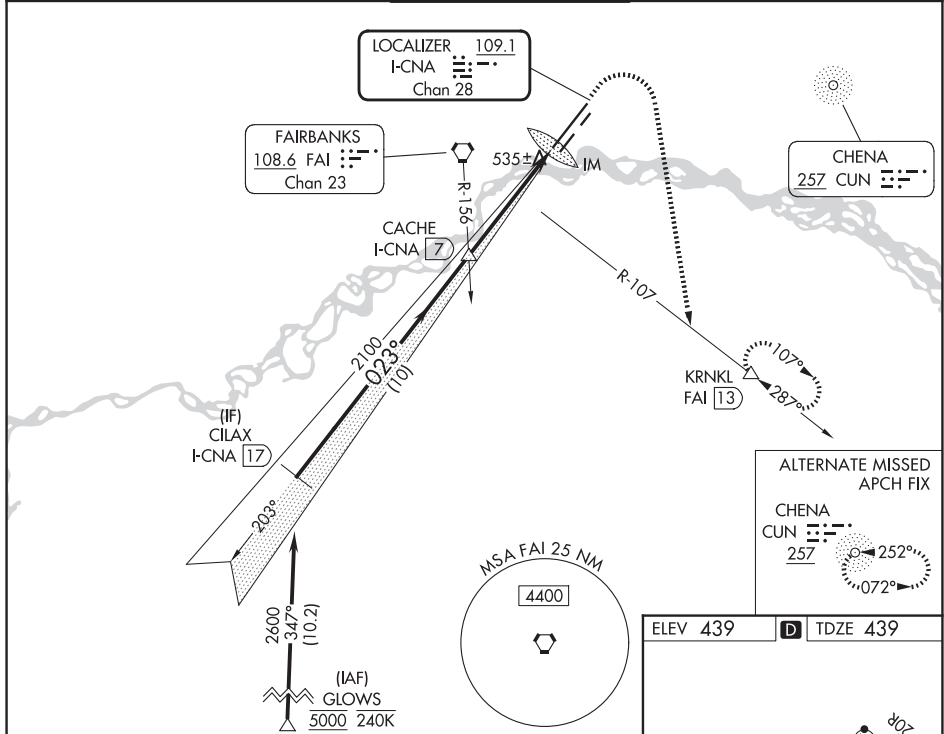 LOCALIZER 109.1
I-CNA
Chan 28
FAIRBANKS
108.6 FAI
Chan 23
535±
IM
CHENA
257 CUN
R-156
CACHE
I-CNA 7
R-107
2100
023°
(10)
KRNKL
FAI 13
107°
287°
(IF)
CILAX
I-CNA 17
203°
ALTERNATE MISSED
APCH FIX
CHENA
CUN
257
252°
072°
MSA FAI 25 NM
4400
2600
347°
(10.2)
(IAF)
GLOWS
5000 240K
ELEV 439 D TDZE 439
20R